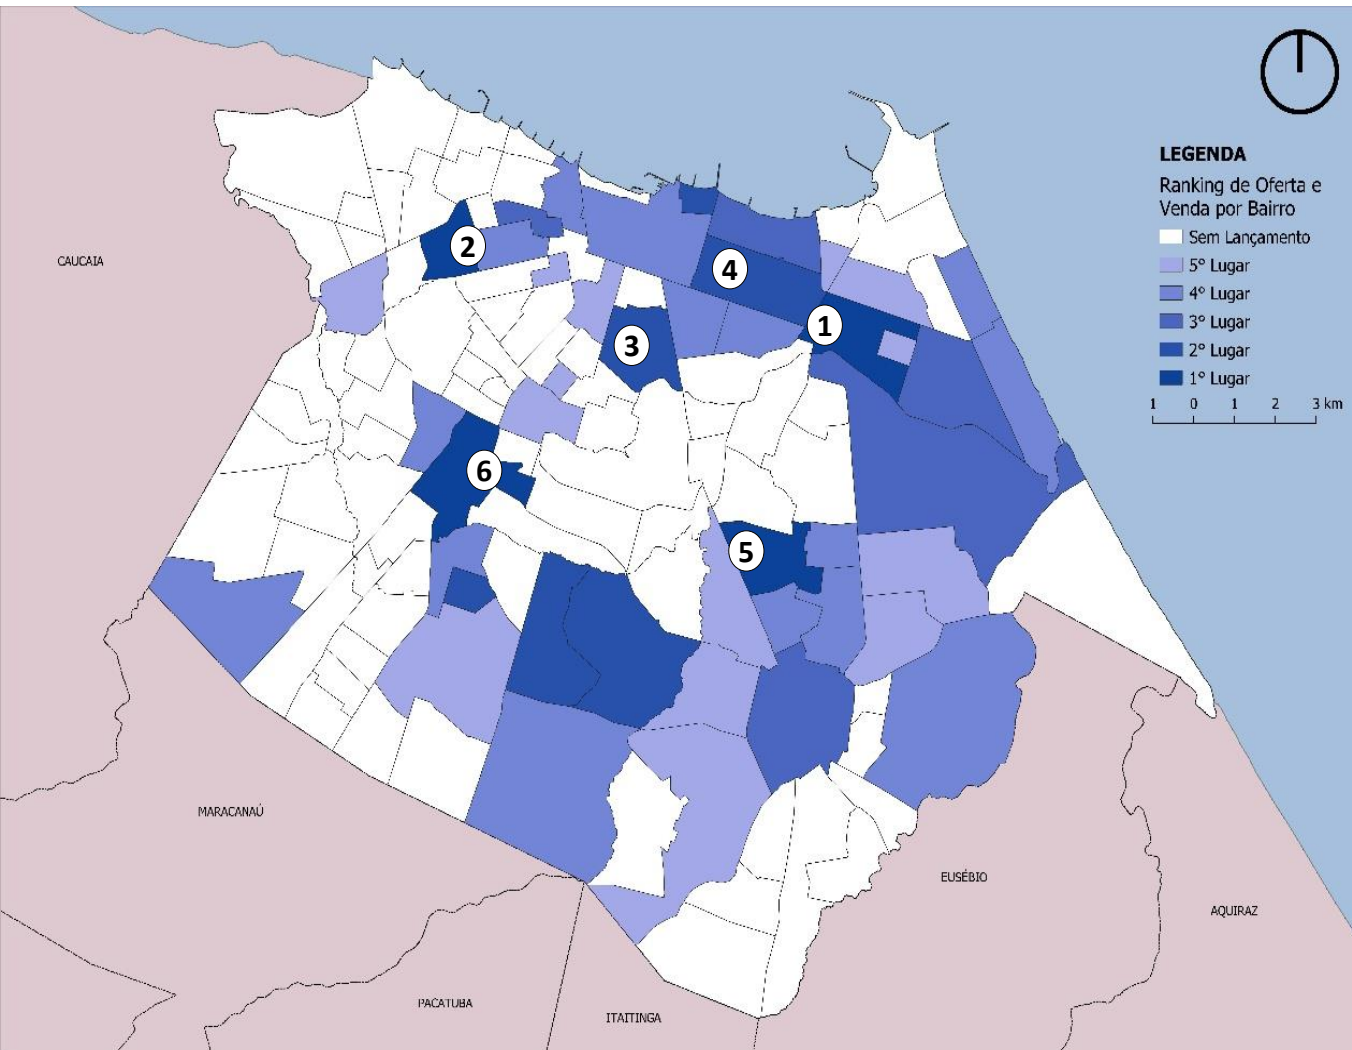 LEGENDA
Ranking de Oferta e
Venda por Bairro
Sem Lançamento
5° Lugar
4° Lugar
3° Lugar
2° Lugar
1° Lugar
1 0 1 2 3 km
CAUCAIA
2
4
1
3
6
5
MARACANAÚ
EUSÉBIO
AQUIRAZ
PACATUBA
ITAITINGA